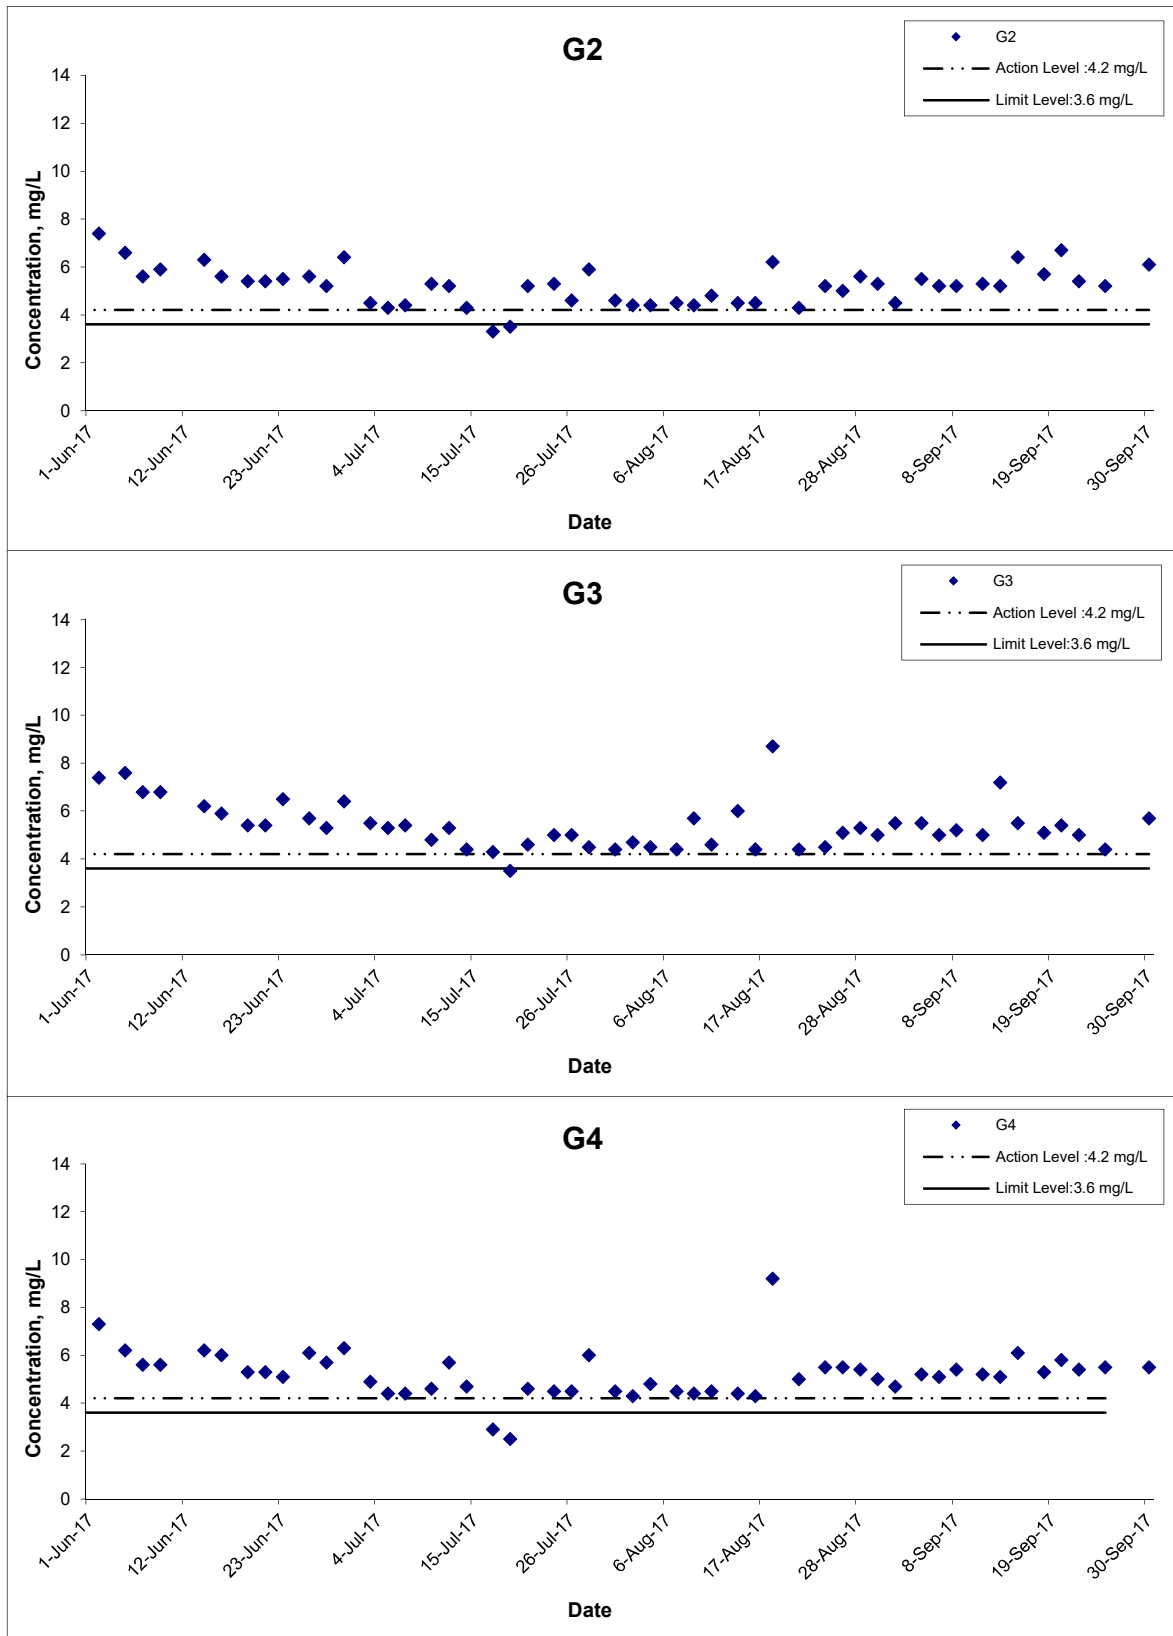 G2
G2
Action Level :4.2 mg/L
Limit Level:3.6 mg/L
Concentration, mg/L
14
12
10
8
6
4
2
0
1-Jun-17
12-Jun-17
23-Jun-17
4-Jul-17
15-Jul-17
26-Jul-17
6-Aug-17
17-Aug-17
28-Aug-17
8-Sep-17
19-Sep-17
30-Sep-17
Date
G3
G3
Action Level :4.2 mg/L
Limit Level:3.6 mg/L
Concentration, mg/L
14
12
10
8
6
4
2
0
1-Jun-17
12-Jun-17
23-Jun-17
4-Jul-17
15-Jul-17
26-Jul-17
6-Aug-17
17-Aug-17
28-Aug-17
8-Sep-17
19-Sep-17
30-Sep-17
Date
G4
G4
Action Level :4.2 mg/L
Limit Level:3.6 mg/L
Concentration, mg/L
14
12
10
8
6
4
2
0
1-Jun-17
12-Jun-17
23-Jun-17
4-Jul-17
15-Jul-17
26-Jul-17
6-Aug-17
17-Aug-17
28-Aug-17
8-Sep-17
19-Sep-17
30-Sep-17
Date